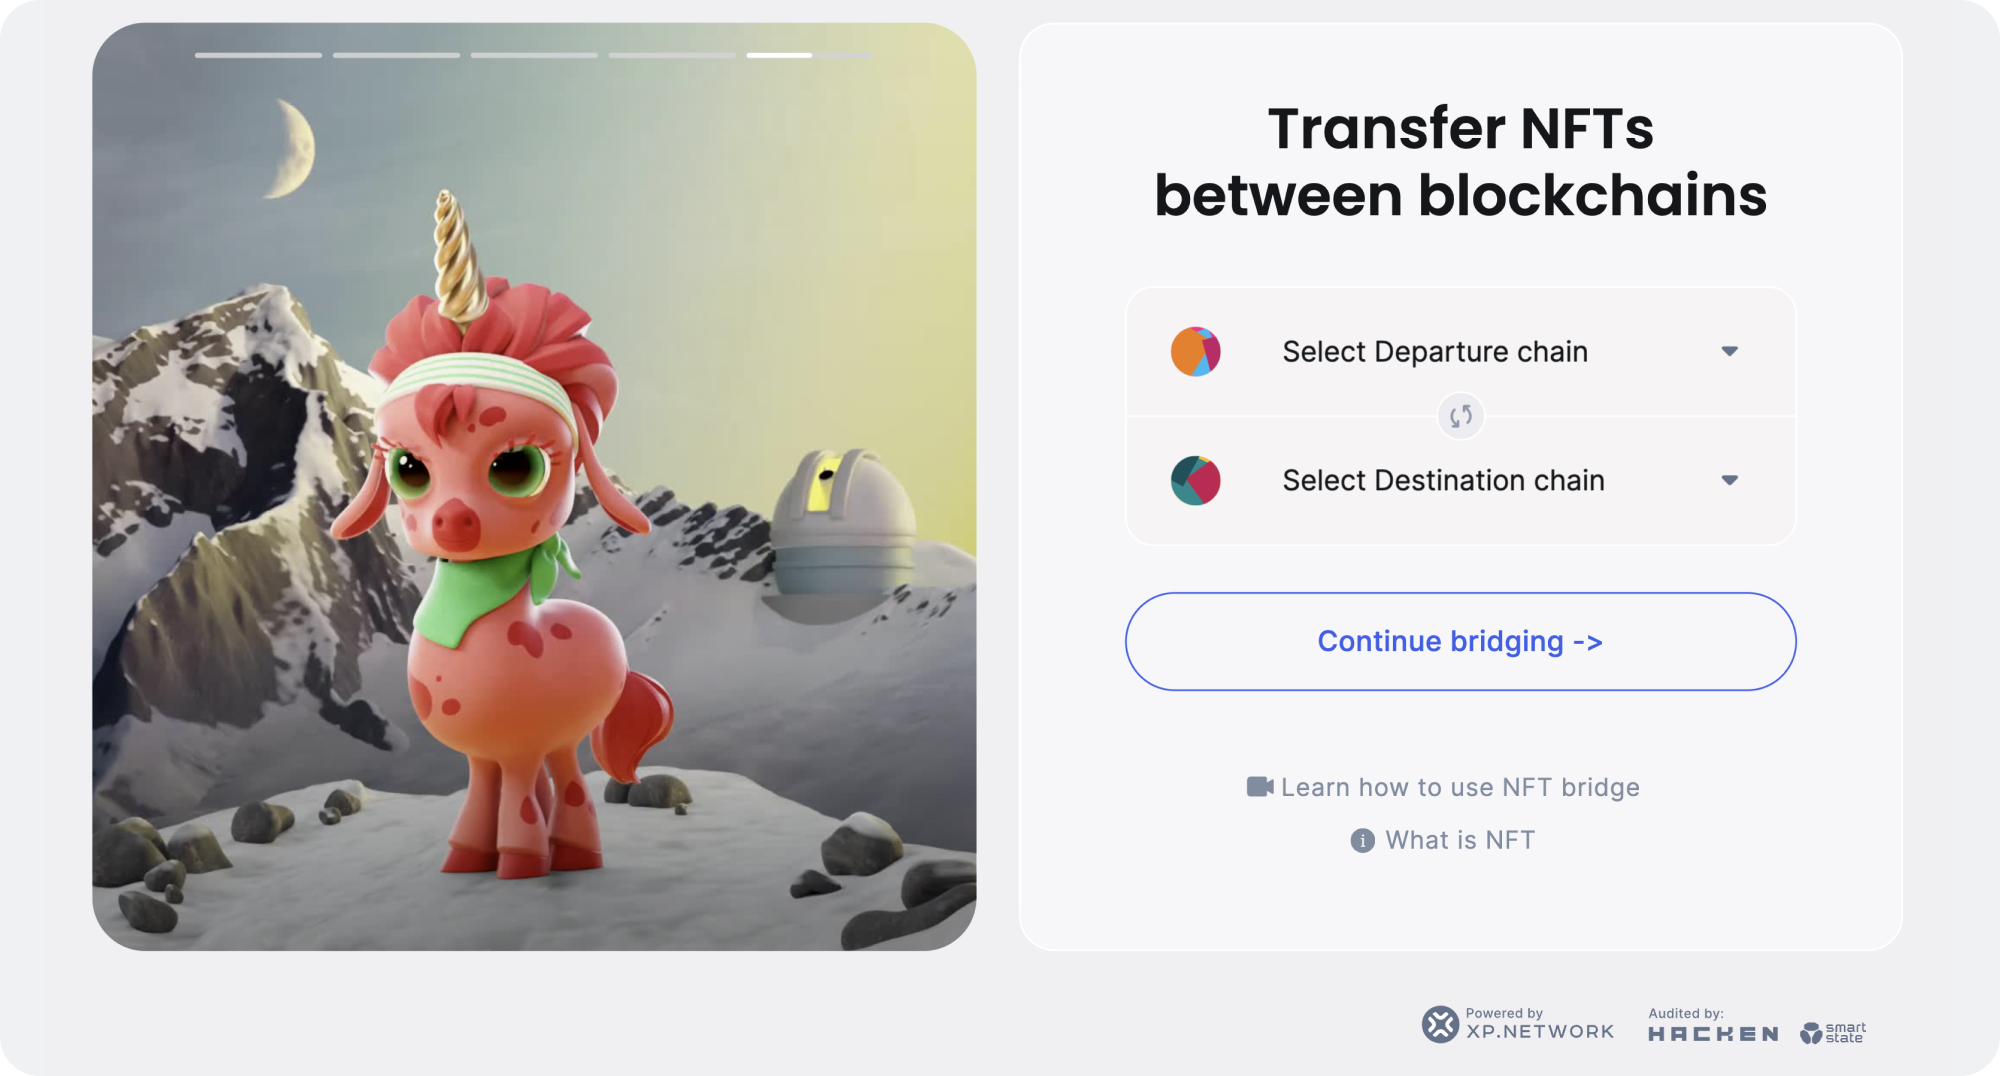 Transfer NFTs
between blockchains
Select Departure chain
Select Destination chain
Continue bridging ->
Learn how to use NFT bridge
What is NFT
Powered by
XP.NETWORK
Audited by:
HACKEN
smart
state